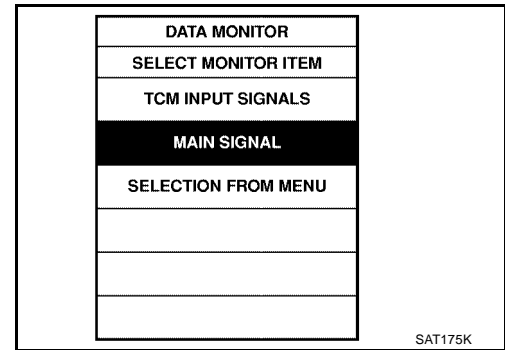 DATA MONITOR
SELECT MONITOR ITEM
TCM INPUT SIGNALS
MAIN SIGNAL
SELECTION FROM MENU
SAT175K